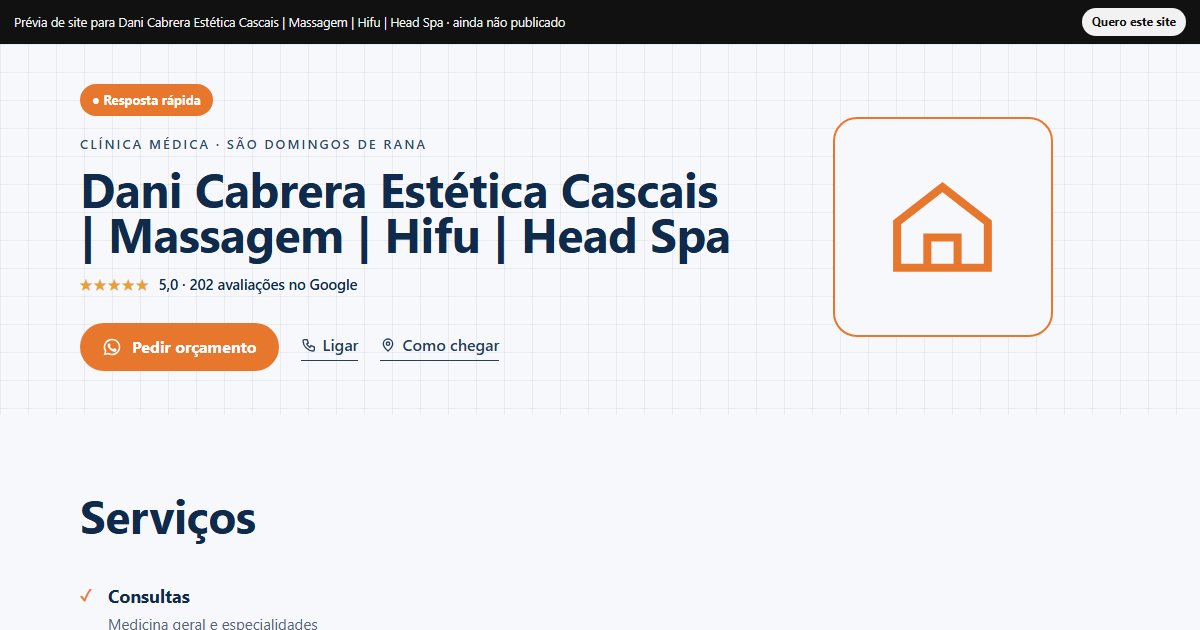 Prévia de site para Dani Cabrera Estética Cascais | Massagem | Hifu | Head Spa · ainda não publicado
Quero este site
Resposta rápida
CLÍNICA MÉDICA · SÃO DOMINGOS DE RANA
Dani Cabrera Estética Cascais
| Massagem | Hifu | Head Spa
★★★★★ 5,0 · 202 avaliações no Google
Pedir orçamento
Ligar
Como chegar
Serviços
✓ Consultas
Medicina geral e especialidades